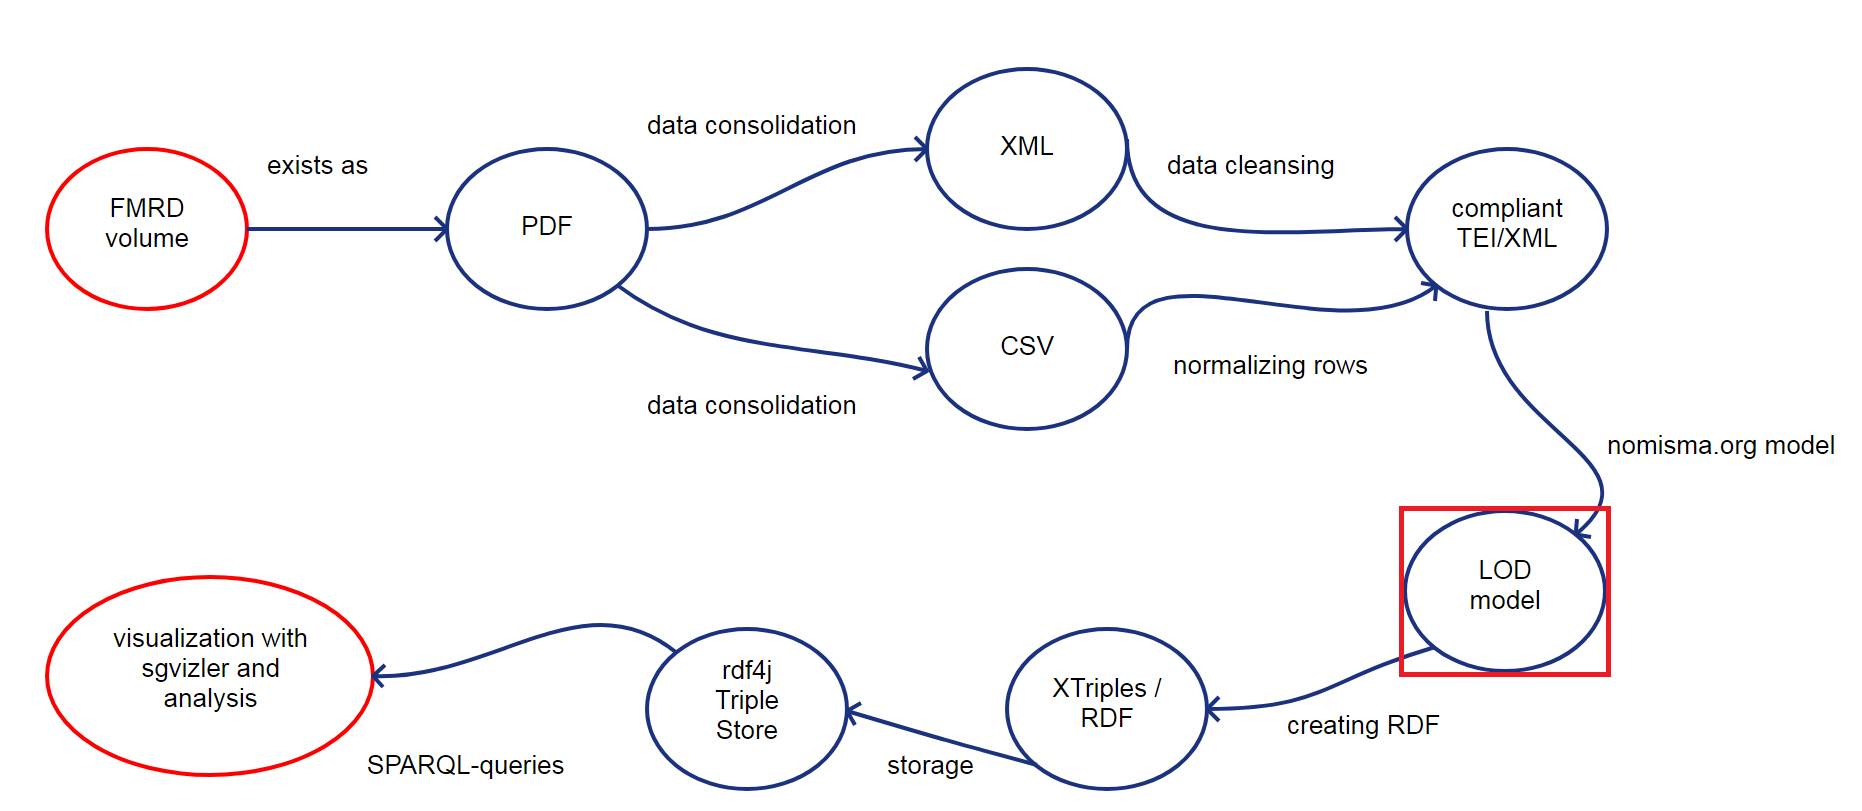 FMRD
volume
exists as
PDF
data consolidation
XML
data cleansing
compliant
TEI/XML
data consolidation
CSV
normalizing rows
nomisma.org model
LOD
model
creating RDF
XTriples /
RDF
storage
rdf4j
Triple
Store
SPARQL-queries
visualization with
sgvizler and
analysis